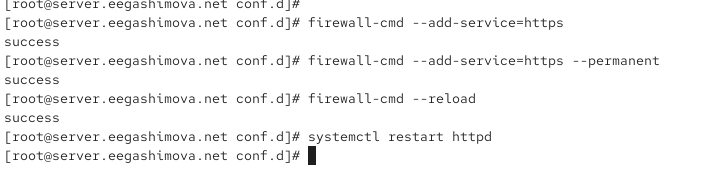 [root@server.eegashimova.net conf.d]#
[root@server.eegashimova.net conf.d]# firewall-cmd --add-service=https
success
[root@server.eegashimova.net conf.d]# firewall-cmd --add-service=https --permanent
success
[root@server.eegashimova.net conf.d]# firewall-cmd --reload
success
[root@server.eegashimova.net conf.d]# systemctl restart httpd
[root@server.eegashimova.net conf.d]#